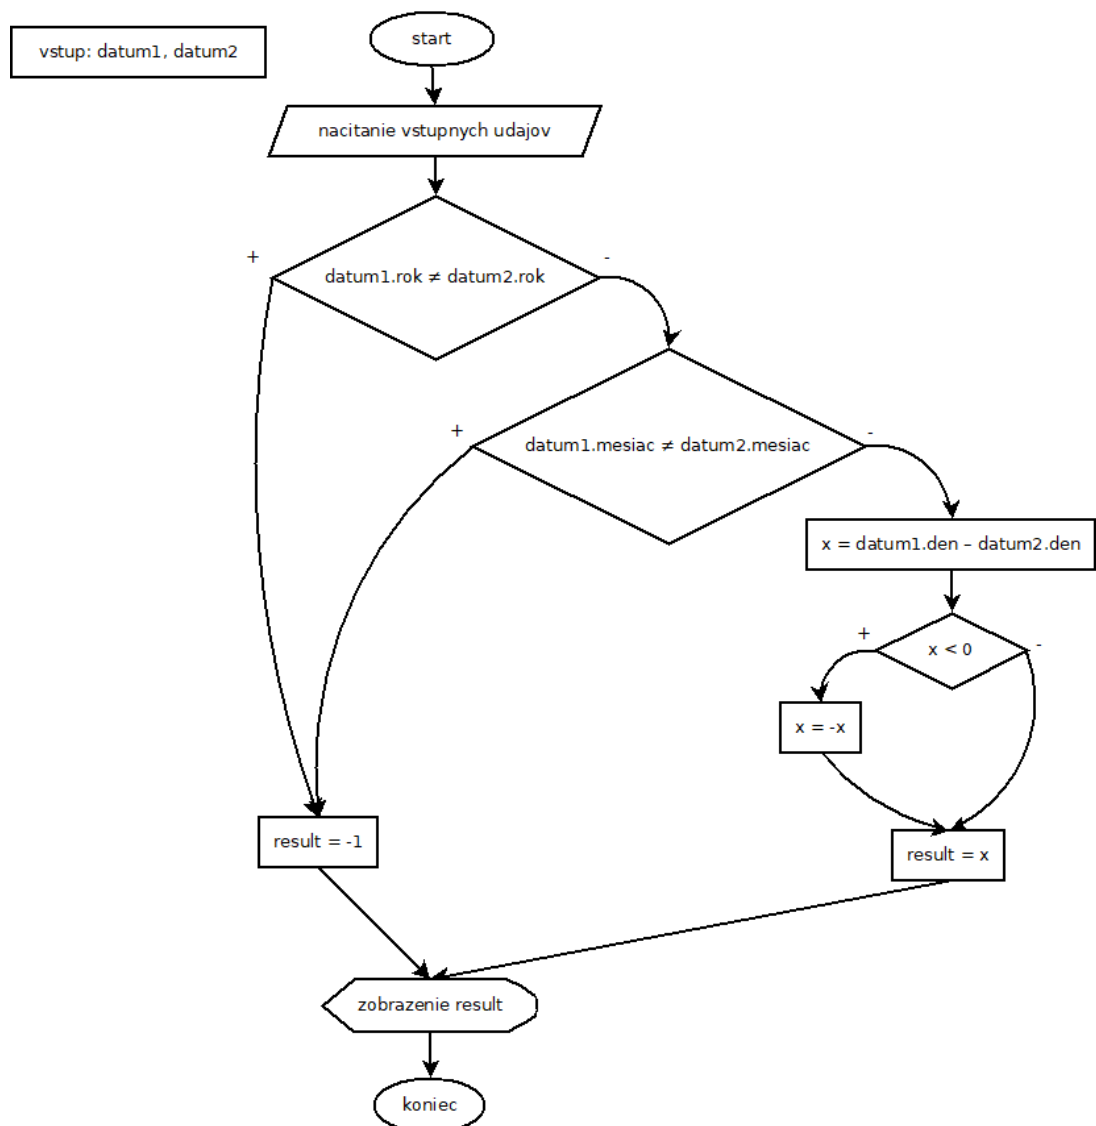 vstup: datum1, datum2
start
nacitanie vstupnych udajov
+
-
datum1.rok ≠ datum2.rok
+
-
datum1.mesiac ≠ datum2.mesiac
x = datum1.den – datum2.den
+
-
x < 0
x = -x
result = -1
result = x
zobrazenie result
koniec